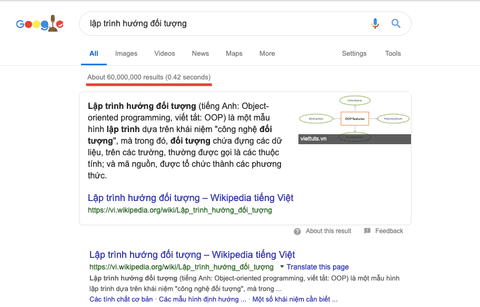 Google
lập trình hướng đối tượng
All Images Videos News Maps More Settings Tools
About 60,000,000 results (0.42 seconds)
Lập trình hướng đối tượng (tiếng Anh: Object-
oriented programming, viết tắt: OOP) là một mẫu
hình lập trình dựa trên khái niệm "công nghệ đối
tượng", mà trong đó, đối tượng chứa đựng các dữ
liệu, trên các trường, thường được gọi là các thuộc
tính; và mã nguồn, được tổ chức thành các phương
thức.
OOP Features
viettuts.vn
Lập trình hướng đối tượng – Wikipedia tiếng Việt
https://vi.wikipedia.org/wiki/Lập_trình_hướng_đối_tượng
About this result Feedback
Lập trình hướng đối tượng – Wikipedia tiếng Việt
https://vi.wikipedia.org/wiki/Lập_trình_hướng_đối_tượng Translate this page
Lập trình hướng đối tượng (tiếng Anh: Object-oriented programming, viết tắt: OOP) là một mẫu
hình lập trình dựa trên khái niệm "công nghệ đối tượng", mà trong ...
Các tính chất cơ bản · Các mẫu hình định hướng ... · Một số khái niệm cần biết ...